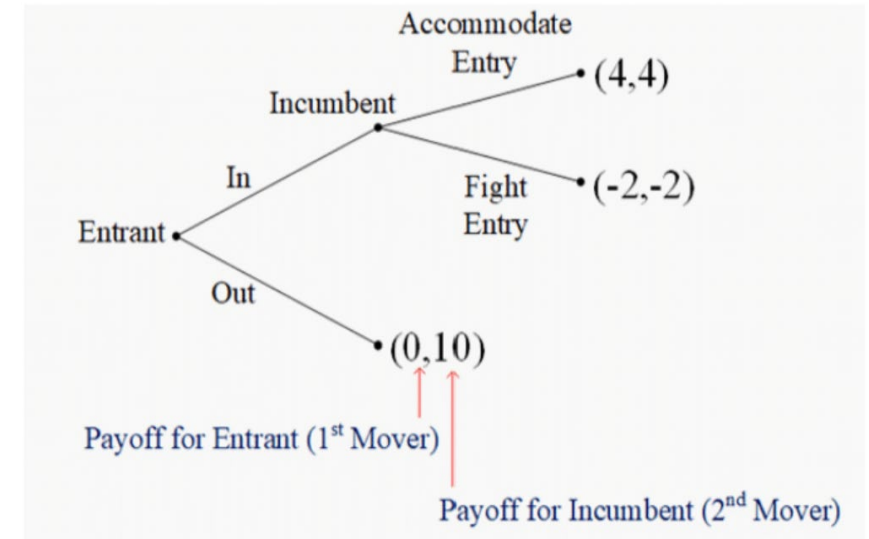 Accommodate
Entry
(4,4)
Incumbent
In
Fight
Entry
(-2,-2)
Entrant
Out
(0,10)
Payoff for Entrant (1st Mover)
Payoff for Incumbent (2nd Mover)